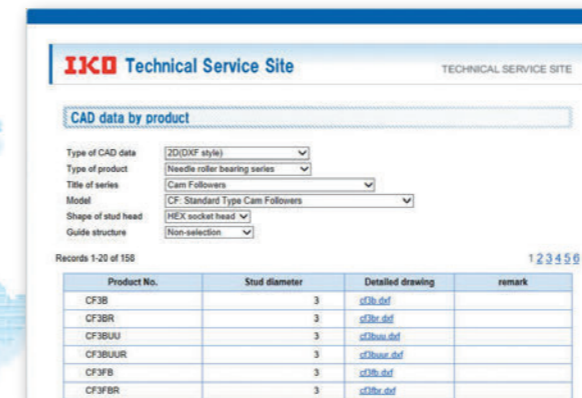 IKO Technical Service Site
TECHNICAL SERVICE SITE
CAD data by product
Type of CAD data 2D(DXF style)
Type of product Needle roller bearing series
Title of series Cam Followers
Model CF: Standard Type Cam Followers
Shape of stud head HEX socket head
Guide structure Non-selection
Records 1-20 of 156 1 2 3 4 5 6
Product No. Stud diameter Detailed drawing remark
CF3B 3 cf3b.dxf
CF3BR 3 cf3br.dxf
CF3BUU 3 cf3buu.dxf
CF3BUUR 3 cf3buur.dxf
CF3FB 3 cf3fb.dxf
CF3FBR 3 cf3fbr.dxf